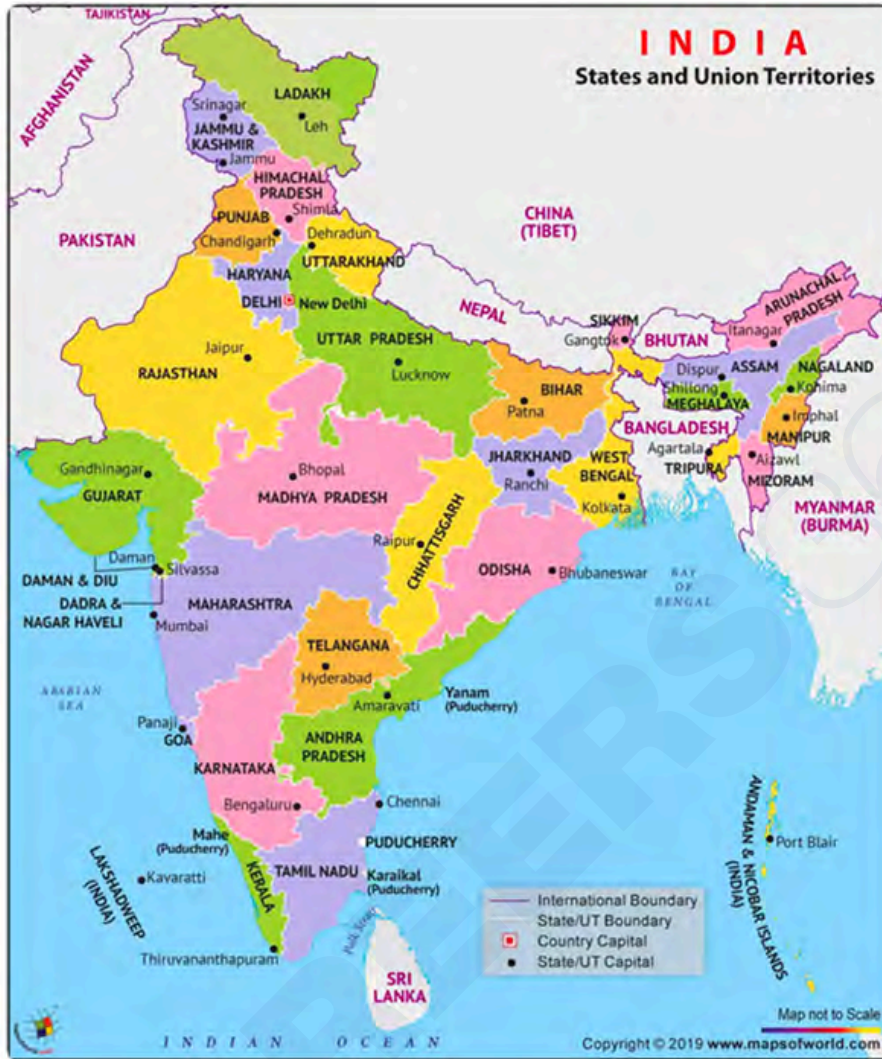 TAJIKISTAN
INDIA
States and Union Territories
AFGHANISTAN
LADAKH
Srinagar
Leh
JAMMU &
KASHMIR
Jammu
HIMACHAL
PRADESH
Shimla
PUNJAB
Chandigarh
Dehradun
UTTARAKHAND
PAKISTAN
CHINA
(TIBET)
HARYANA
DELHI
New Delhi
NEPAL
SIKKIM
Gangtok
BHUTAN
ARUNACHAL
PRADESH
Itanagar
Jaipur
RAJASTHAN
UTTAR PRADESH
Lucknow
BIHAR
Patna
Dispur
ASSAM
Shillong
MEGHALAYA
NAGALAND
Kohima
Imphal
MANIPUR
BANGLADESH
Agartala
TRIPURA
Aizawl
MIZORAM
MYANMAR
(BURMA)
Gandhinagar
GUJARAT
Bhopal
MADHYA PRADESH
JHARKHAND
Ranchi
WEST
BENGAL
Kolkata
Raipur
CHHATTISGARH
ODISHA
Bhubaneswar
BAY
OF
BENGAL
Daman
Silvassa
DAMAN & DIU
DADRA &
NAGAR HAVELI
MAHARASHTRA
Mumbai
TELANGANA
Hyderabad
ARABIAN
SEA
Amaravati
Yanam
(Puducherry)
Panaji
GOA
ANDHRA
PRADESH
KARNATAKA
Bengaluru
Chennai
Mahe
(Puducherry)
PUDUCHERRY
LAKSHADWEEP
(INDIA)
Kavaratti
KERALA
TAMIL NADU
Karaikal
(Puducherry)
Thiruvananthapuram
Palk Strait
SRI
LANKA
ANDAMAN & NICOBAR ISLANDS
(INDIA)
Port Blair
International Boundary
State/UT Boundary
Country Capital
State/UT Capital
INDIAN OCEAN
Map not to Scale
Copyright © 2019 www.mapsofworld.com
PEERS